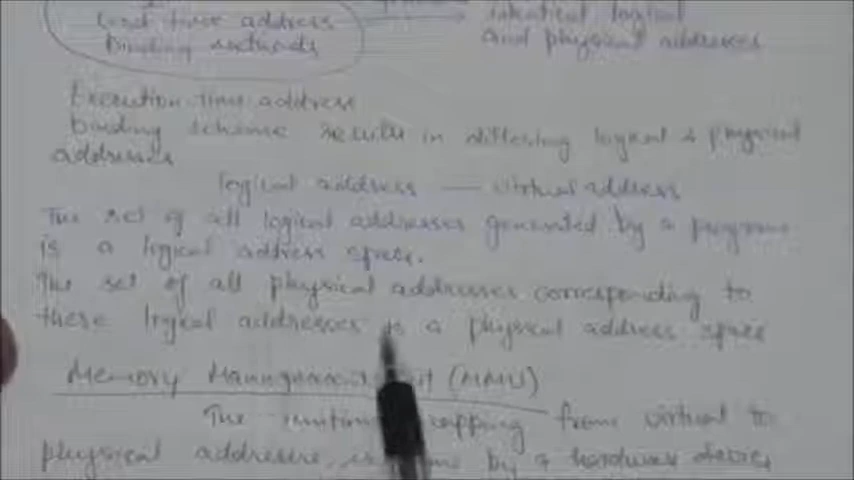 Load time address
Binding methods
identical logical
and physical addresses
Execution-time address
binding scheme results in differing logical & physical
addresses
logical address — virtual address
The set of all logical addresses generated by a program
is a logical address space.
The set of all physical addresses corresponding to
these logical addresses is a physical address space
Memory Management (MMU)
The mapping from virtual to
physical addresses is by a hardware device